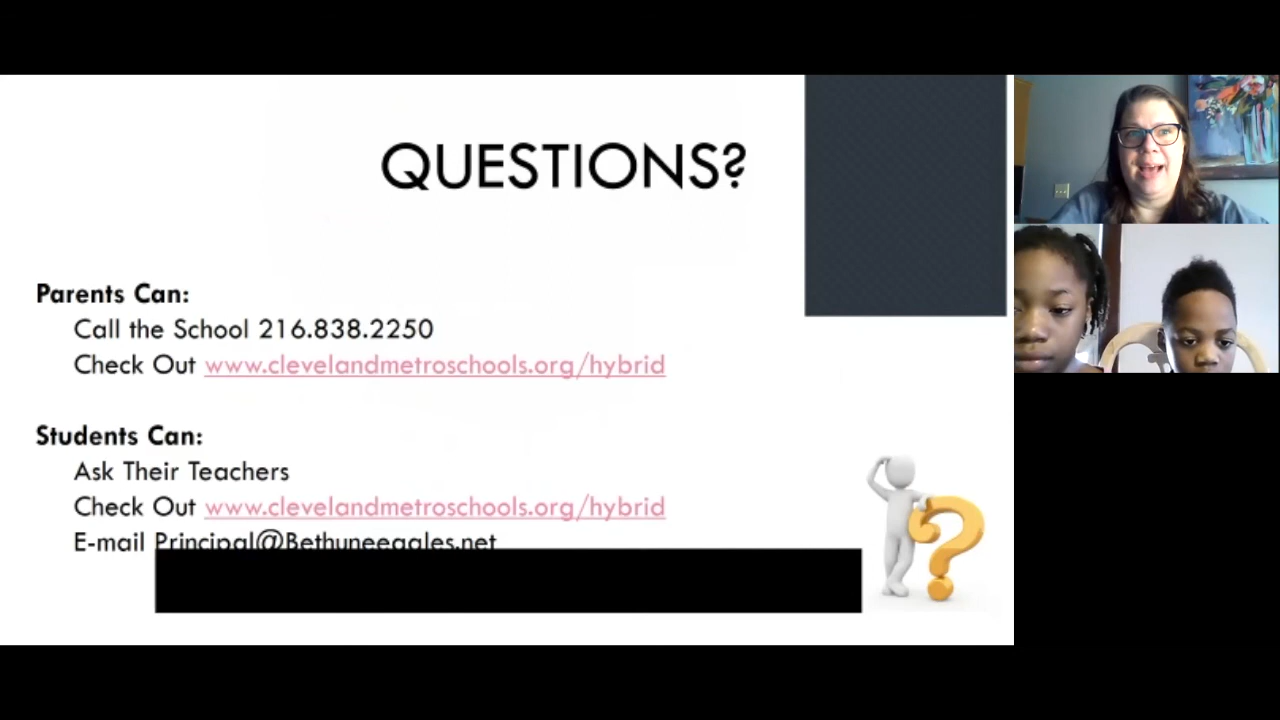 QUESTIONS?
Parents Can:
Call the School 216.838.2250
Check Out www.clevelandmetroschools.org/hybrid
Students Can:
Ask Their Teachers
Check Out www.clevelandmetroschools.org/hybrid
E-mail Principal@Bethuneeagles.net